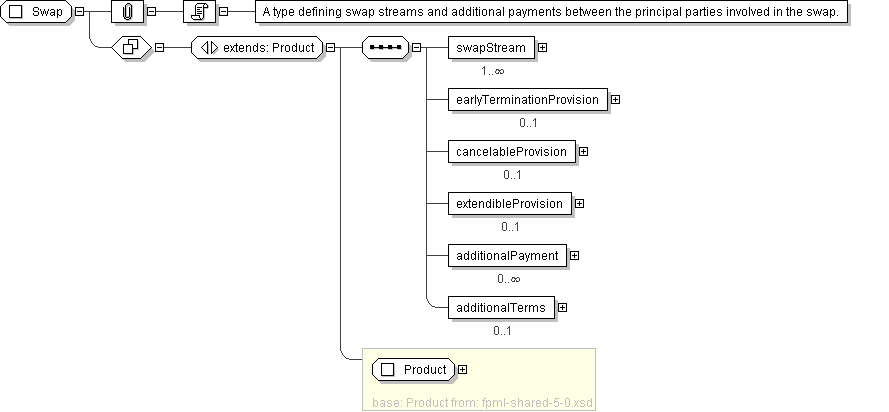 Swap
A type defining swap streams and additional payments between the principal parties involved in the swap.
extends: Product
swapStream
1..∞
earlyTerminationProvision
0..1
cancelableProvision
0..1
extendibleProvision
0..1
additionalPayment
0..∞
additionalTerms
0..1
Product
base: Product from: fpml-shared-5-0.xsd